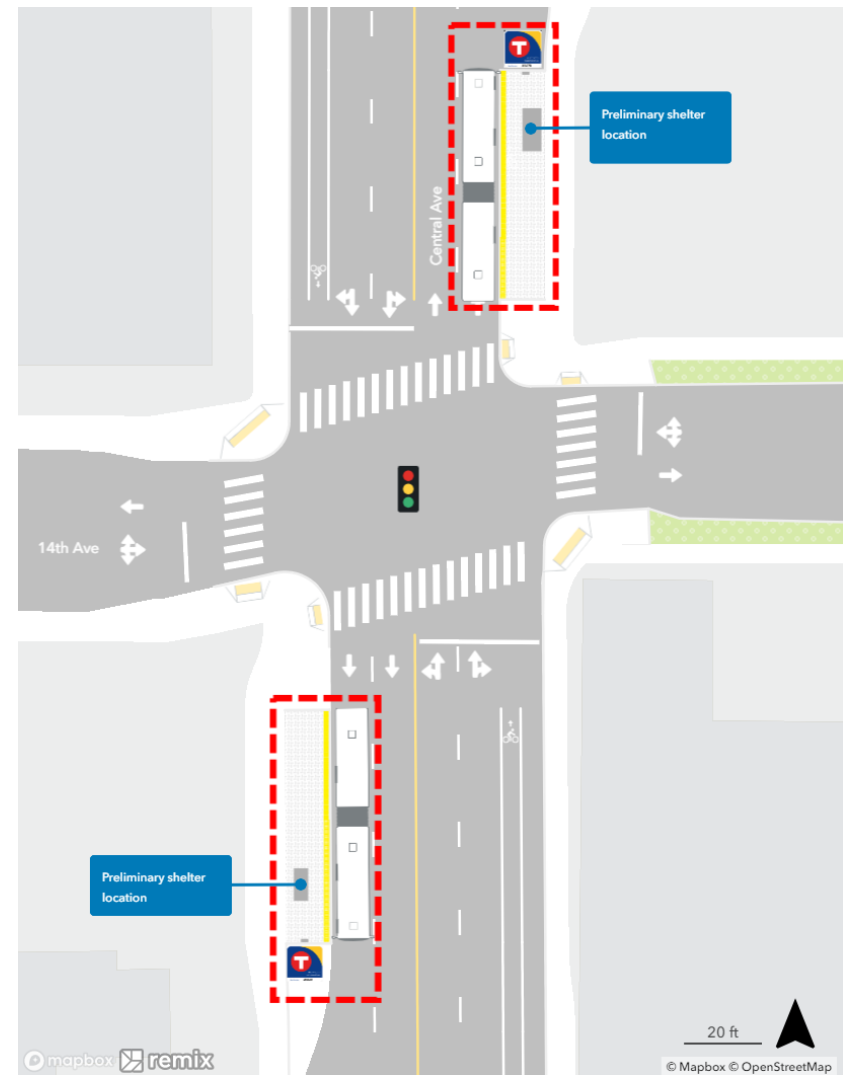 T
Preliminary shelter
location
Central Ave
14th Ave
Preliminary shelter
location
T
20 ft
mapbox remix
© Mapbox © OpenStreetMap